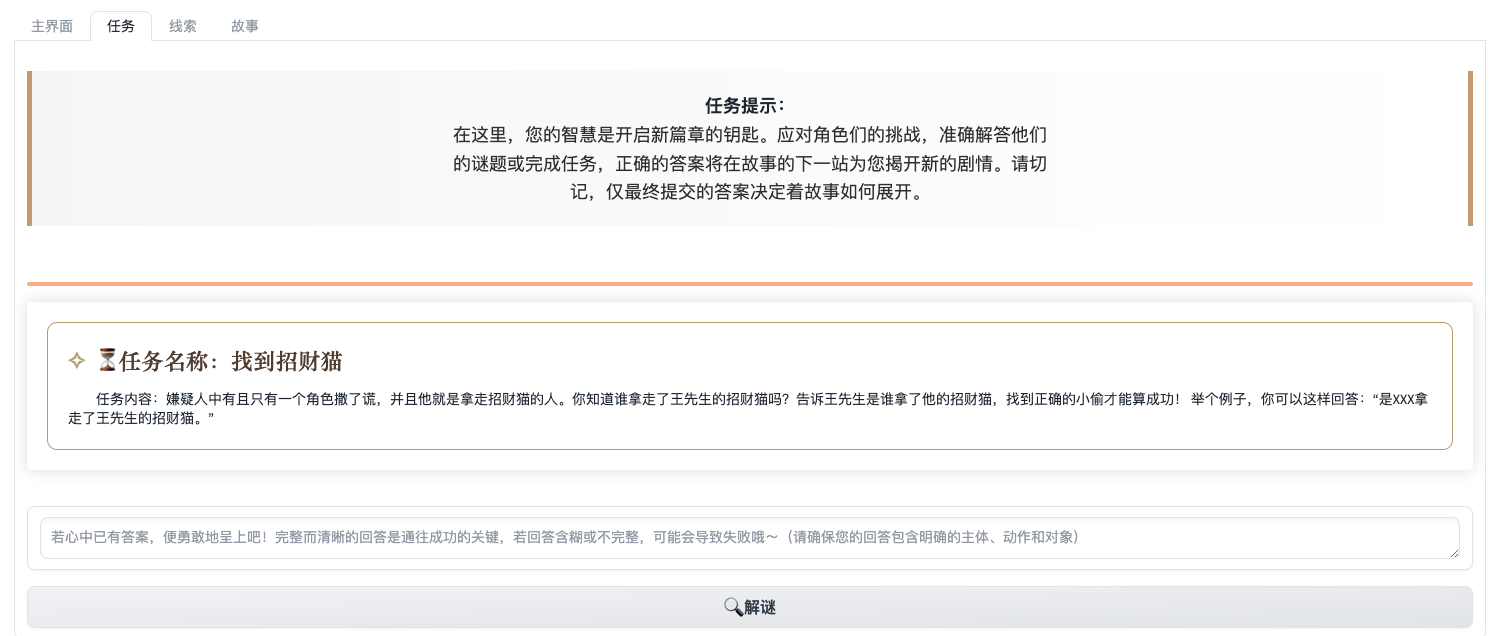 主界面
任务
线索
故事
任务提示：
在这里，您的智慧是开启新篇章的钥匙。应对角色们的挑战，准确解答他们
的谜题或完成任务，正确的答案将在故事的下一站为您揭开新的剧情。请切
记，仅最终提交的答案决定着故事如何展开。
✧ ⏳任务名称：找到招财猫
任务内容：嫌疑人中有且只有一个角色撒了谎，并且他就是拿走招财猫的人。你知道谁拿走了王先生的招财猫吗？告诉王先生是谁拿了他的招财猫，找到正确的小偷才能算成功！ 举个例子，你可以这样回答：“是XXX拿
走了王先生的招财猫。”
若心中已有答案，便勇敢地呈上吧！完整而清晰的回答是通往成功的关键，若回答含糊或不完整，可能会导致失败哦～（请确保您的回答包含明确的主体、动作和对象）
🔍解谜